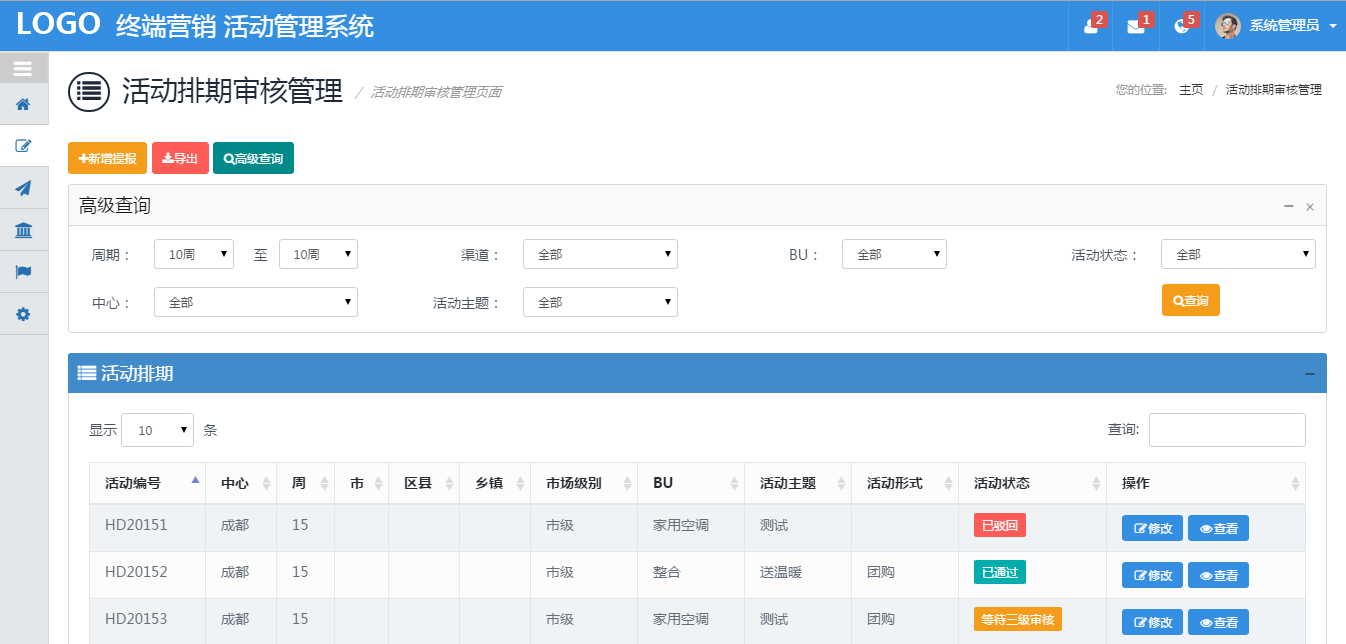 LOGO 终端营销 活动管理系统 2 1 5 系统管理员
活动排期审核管理 / 活动排期审核管理页面 您的位置: 主页 / 活动排期审核管理
新增提报 导出 高级查询
高级查询
周期： 10周 至 10周 渠道： 全部 BU： 全部 活动状态： 全部
中心： 全部 活动主题： 全部 查询
活动排期
显示 10 条 查询:
活动编号 中心 周 市 区县 乡镇 市场级别 BU 活动主题 活动形式 活动状态 操作
HD20151 成都 15 市级 家用空调 测试 已驳回 修改 查看
HD20152 成都 15 市级 整合 送温暖 团购 已通过 修改 查看
HD20153 成都 15 市级 家用空调 测试 团购 等待三级审核 修改 查看